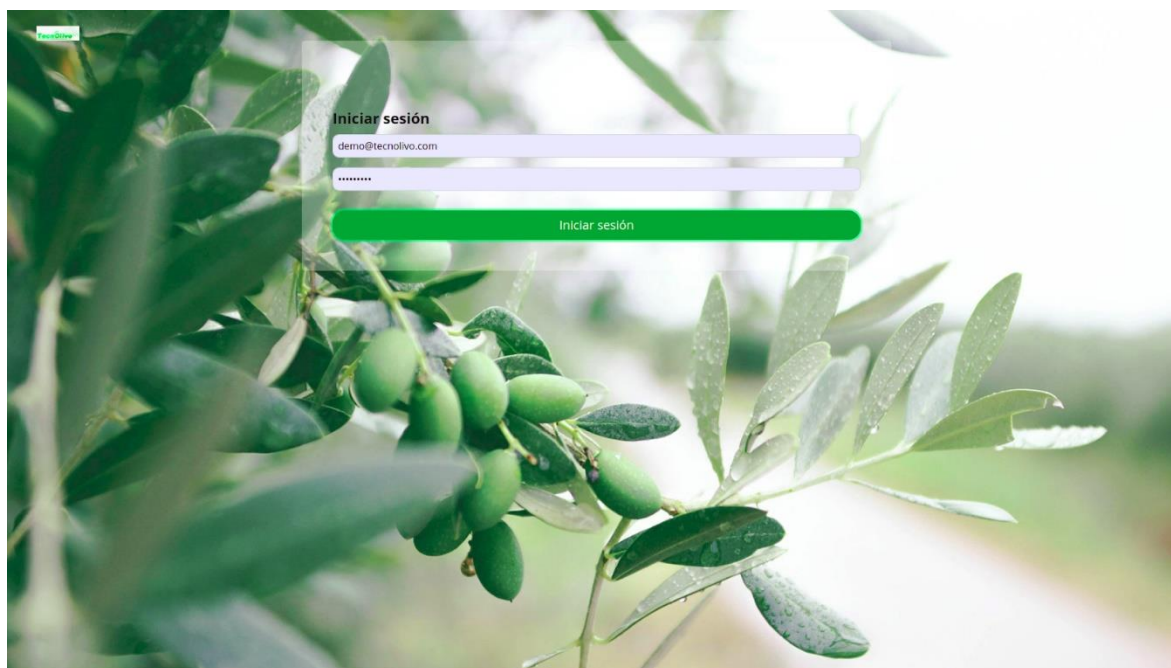 TecnOlivo
Iniciar sesión
demo@tecnolivo.com
•••••••••
Iniciar sesión